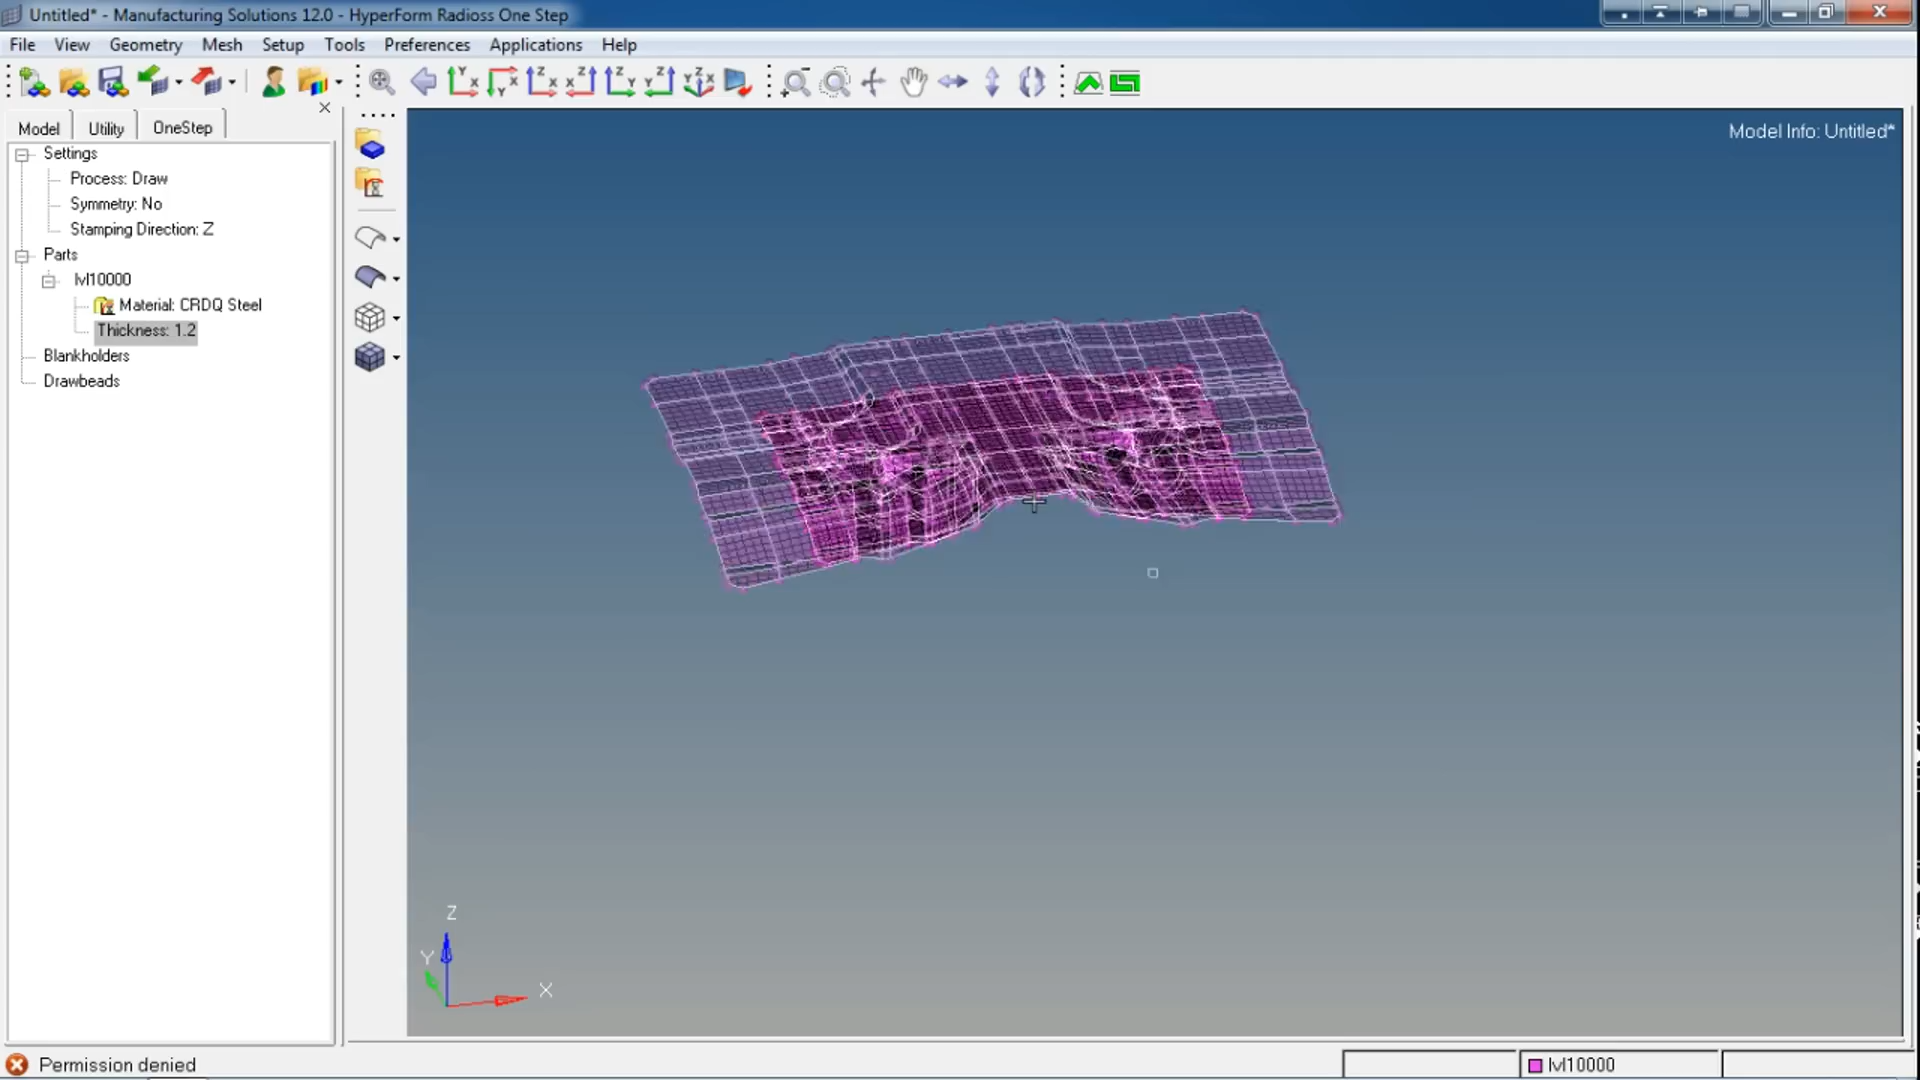 Untitled* - Manufacturing Solutions 12.0 - HyperForm Radioss One Step
File View Geometry Mesh Setup Tools Preferences Applications Help
Model Utility OneStep
Settings
Process: Draw
Symmetry: No
Stamping Direction: Z
Parts
lvl10000
Material: CRDQ Steel
Thickness: 1.2
Blankholders
Drawbeads
Model Info: Untitled*
Z
Y
X
Permission denied
lvl10000